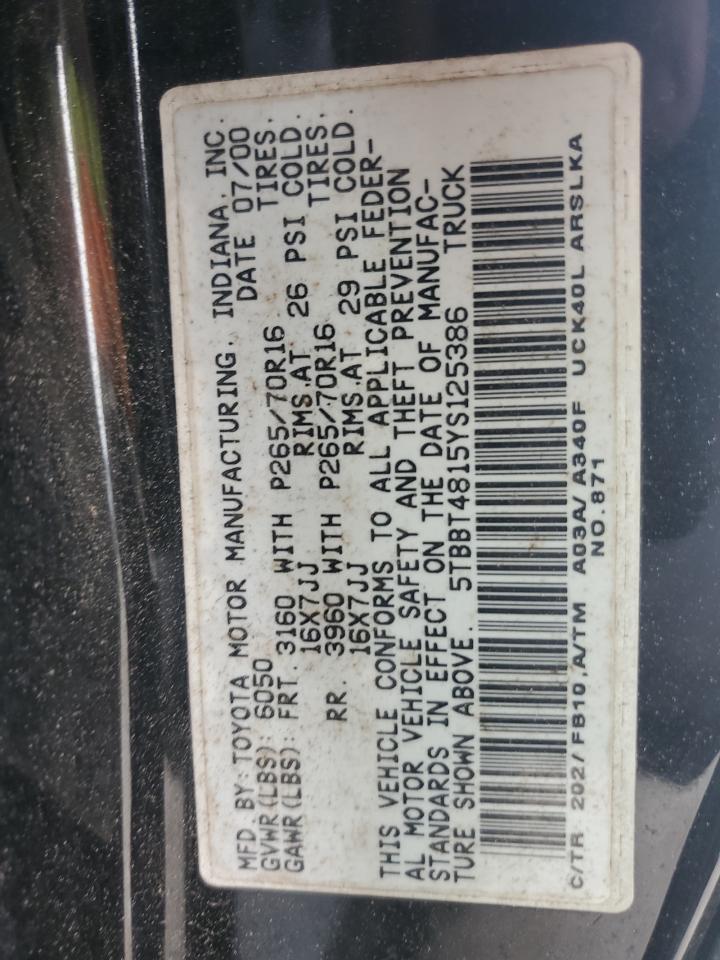 MFD. BY: TOYOTA MOTOR MANUFACTURING, INDIANA, INC.
GVWR(LBS): 6050 DATE 07/00
GAWR(LBS): FRT. 3160 WITH P265/70R16 TIRES.
16X7JJ RIMS,AT 26 PSI COLD.
RR. 3960 WITH P265/70R16 TIRES.
16X7JJ RIMS,AT 29 PSI COLD.
THIS VEHICLE CONFORMS TO ALL APPLICABLE FEDER-
AL MOTOR VEHICLE SAFETY AND THEFT PREVENTION
STANDARDS IN EFFECT ON THE DATE OF MANUFAC-
TURE SHOWN ABOVE. 5TBBT4815YS125386 TRUCK
C/TR 202/ FB10,A/TM A03A/ A340F UCK40L ARSLKA
NO.871